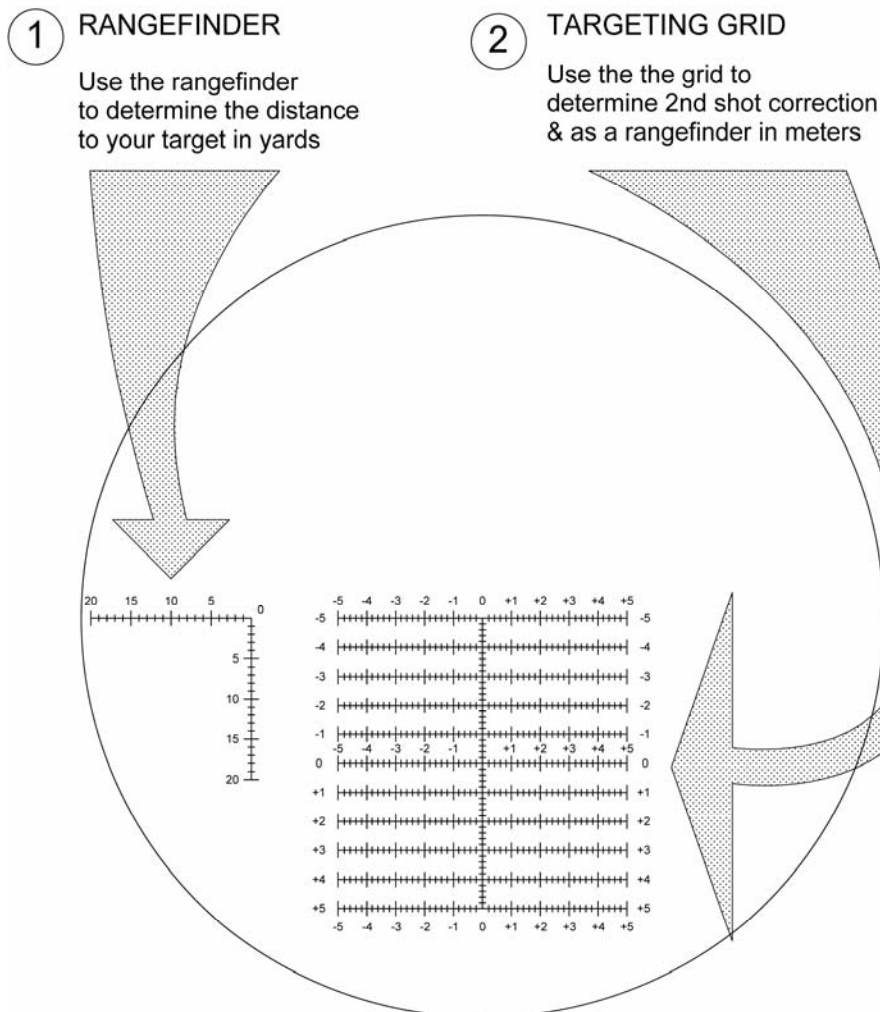 1 RANGEFINDER
Use the rangefinder
to determine the distance
to your target in yards
2 TARGETING GRID
Use the the grid to
determine 2nd shot correction
& as a rangefinder in meters
20 15 10 5 0
5
10
15
20
-5 -4 -3 -2 -1 0 +1 +2 +3 +4 +5
-5 -5
-4 -4
-3 -3
-2 -2
-1 -1
-5 -4 -3 -2 -1 +1 +2 +3 +4 +5
0 0
+1 +1
+2 +2
+3 +3
+4 +4
+5 +5
-5 -4 -3 -2 -1 0 +1 +2 +3 +4 +5